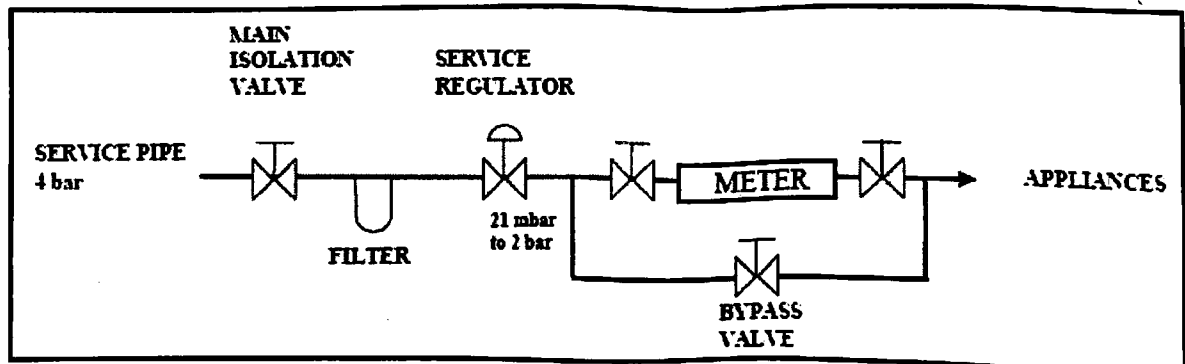 MAIN
ISOLATION
VALVE
SERVICE
REGULATOR
SERVICE PIPE
4 bar
METER
APPLIANCES
21 mbar
to 2 bar
FILTER
BYPASS
VALVE